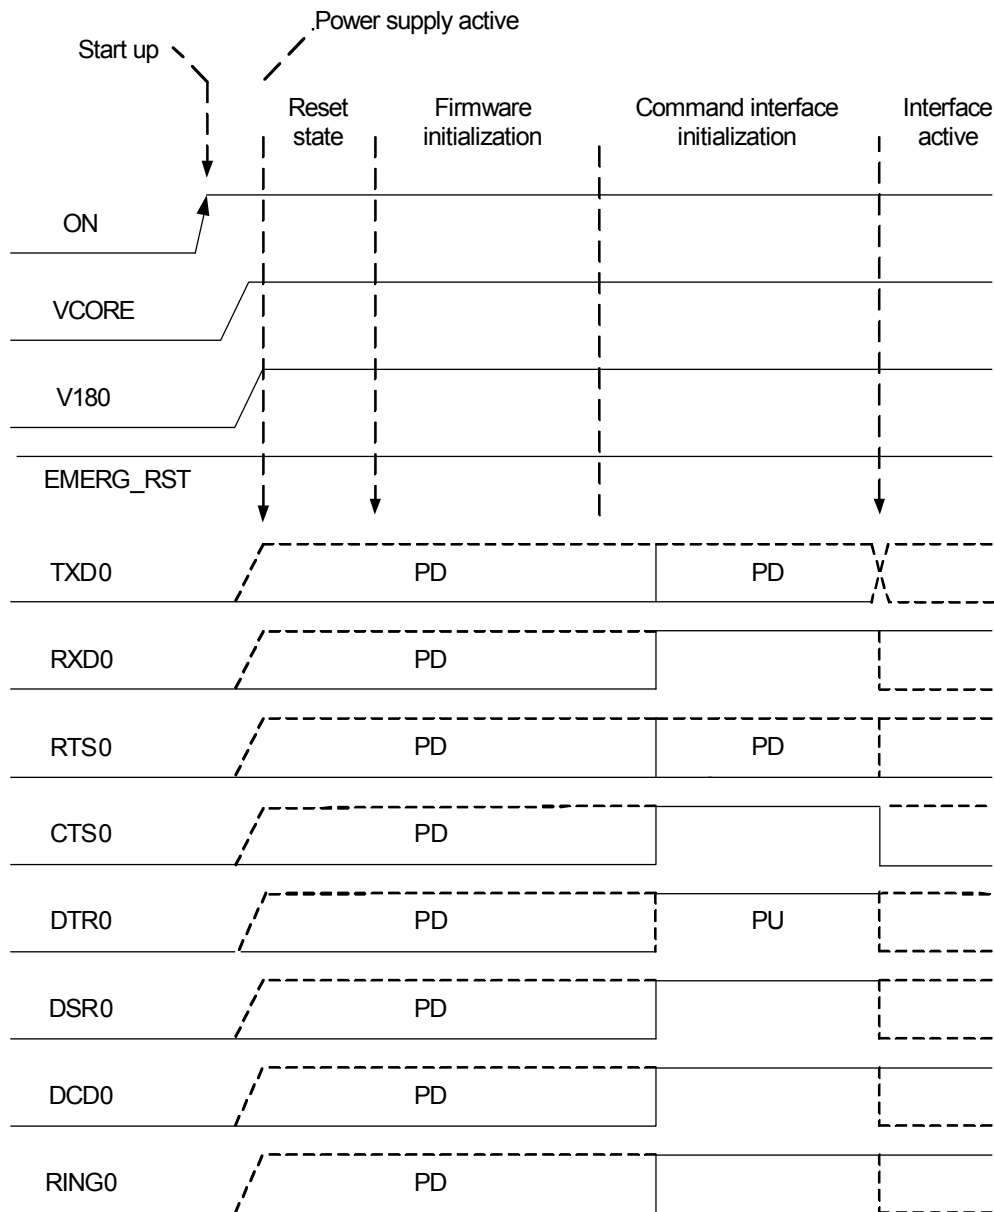 Power supply active
Start up
Reset state
Firmware initialization
Command interface initialization
Interface active
ON
VCORE
V180
EMERG_RST
TXD0 PD PD
RXD0 PD
RTS0 PD PD
CTS0 PD
DTR0 PD PU
DSR0 PD
DCD0 PD
RING0 PD